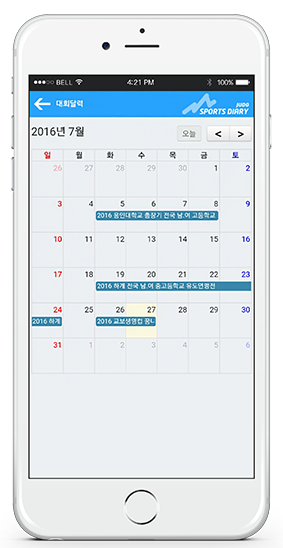 BELL 4:21 PM 100%
대회달력 JUDO
SPORTS DIARY
2016년 7월 오늘 < >
일 월 화 수 목 금 토
26 27 28 29 30 1 2
3 4 5 6 7 8 9
2016 용인대학교 총장기 전국 남.여 고등학교
10 11 12 13 14 15 16
17 18 19 20 21 22 23
2016 하계 전국 남.여 중고등학교 유도연맹전
24 25 26 27 28 29 30
2016 하계 2016 교보생명컵 꿈나
31 1 2 3 4 5 6